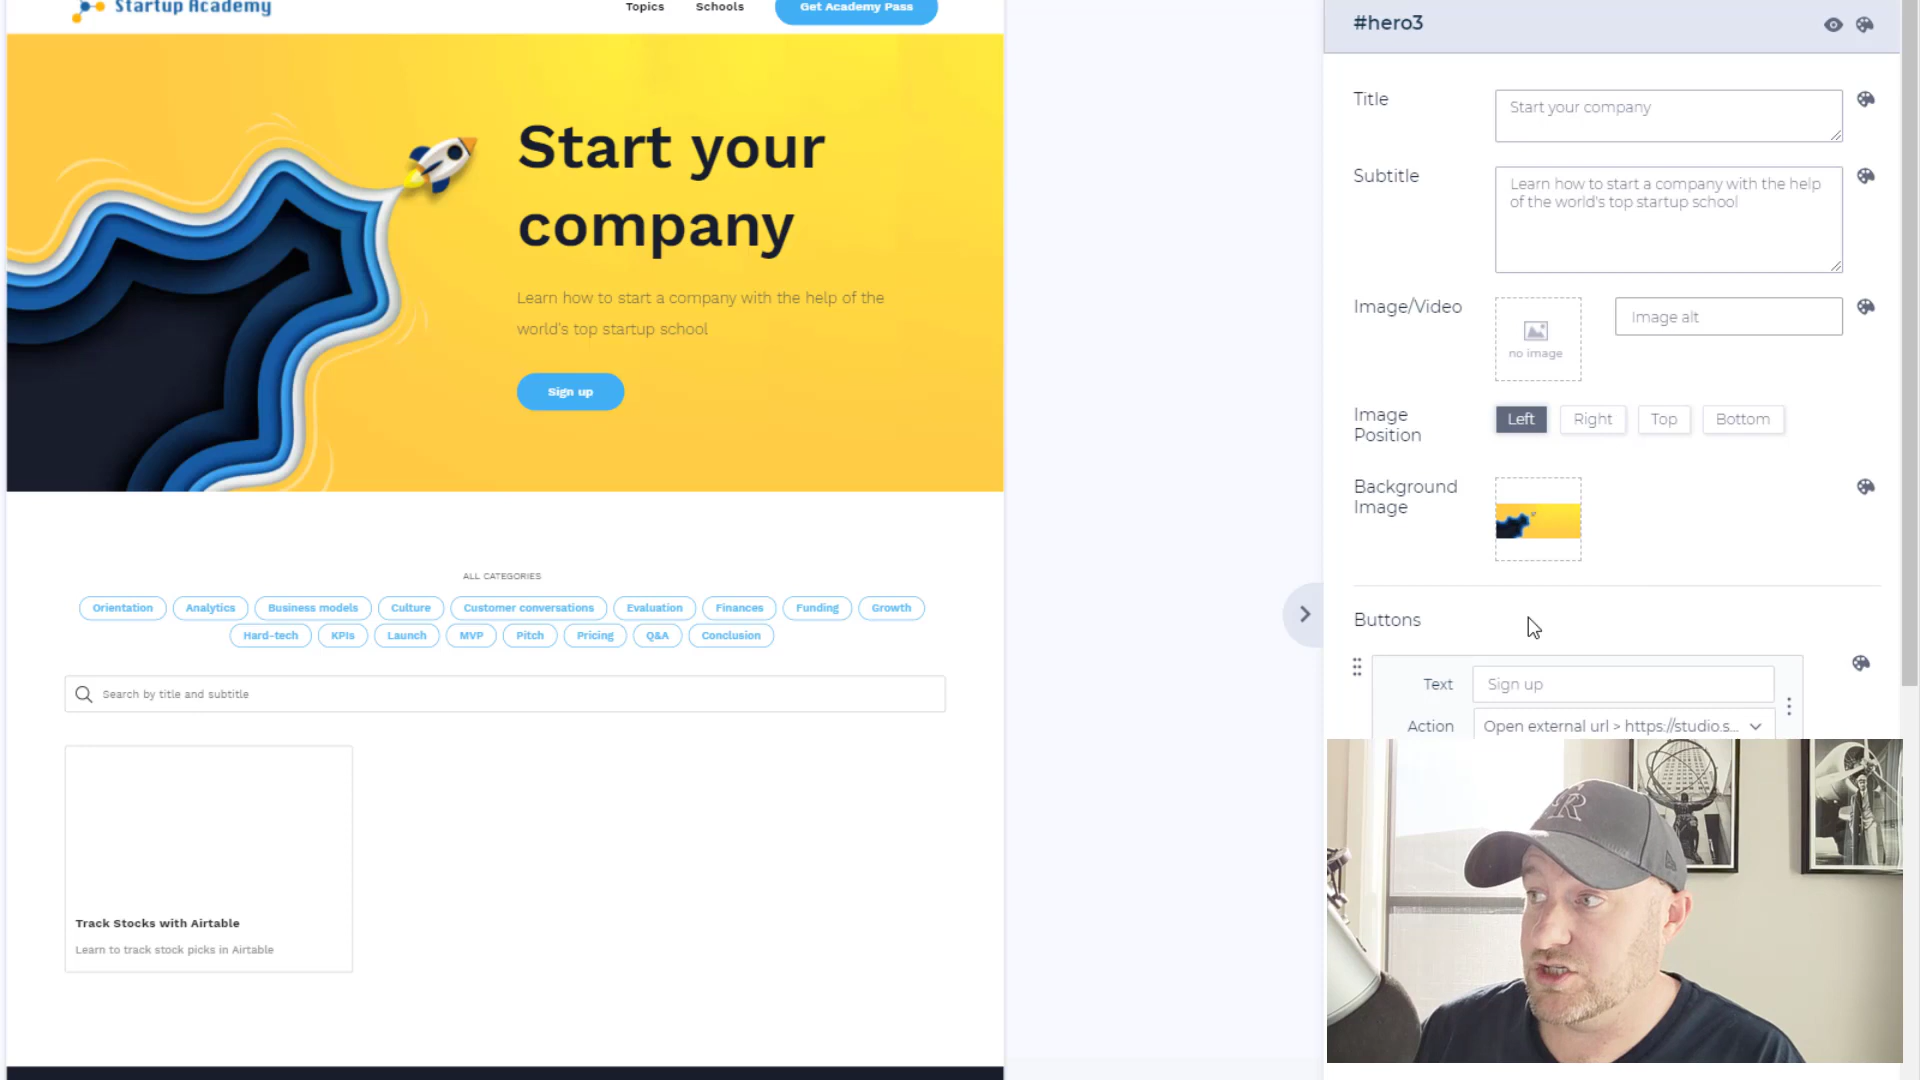 Startup Academy
Topics
Schools
Get Academy Pass
Start your
company
Learn how to start a company with the help of the
world's top startup school
Sign up
ALL CATEGORIES
Orientation
Analytics
Business models
Culture
Customer conversations
Evaluation
Finances
Funding
Growth
Hard-tech
KPIs
Launch
MVP
Pitch
Pricing
Q&A
Conclusion
Search by title and subtitle
Track Stocks with Airtable
Learn to track stock picks in Airtable
#hero3
Title
Start your company
Subtitle
Learn how to start a company with the help
of the world's top startup school
Image/Video
no image
Image alt
Image
Position
Left
Right
Top
Bottom
Background
Image
Buttons
Text
Sign up
Action
Open external url > https://studio.s...